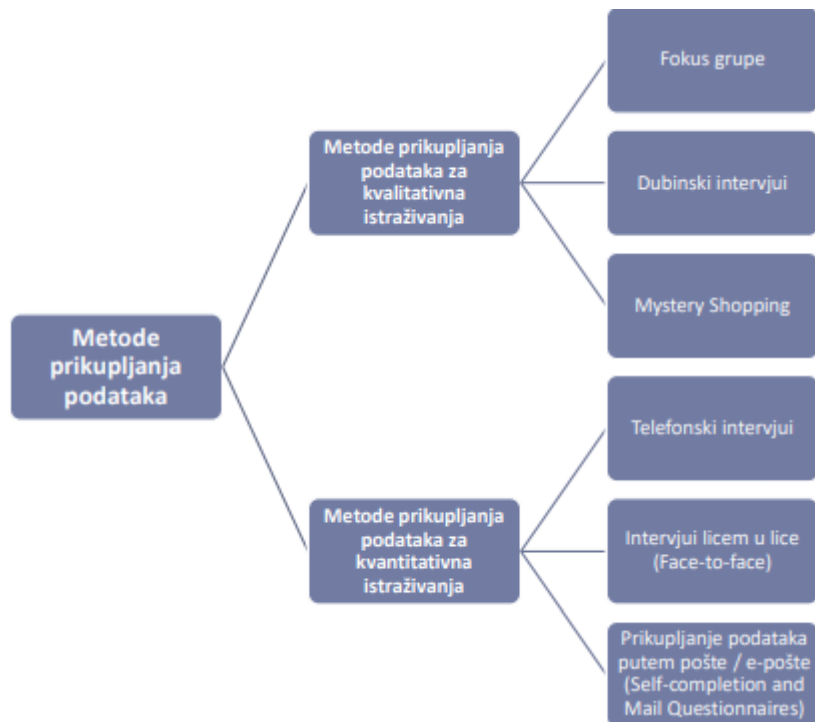 Metode
prikupljanja
podataka
Metode prikupljanja
podataka za
kvalitativna
istraživanja
Fokus grupe
Dubinski intervjui
Mystery Shopping
Metode prikupljanja
podataka za
kvantitativna
istraživanja
Telefonski intervjui
Intervjui licem u lice
(Face-to-face)
Prikupljanje podataka
putem pošte / e-pošte
(Self-completion and
Mail Questionnaires)